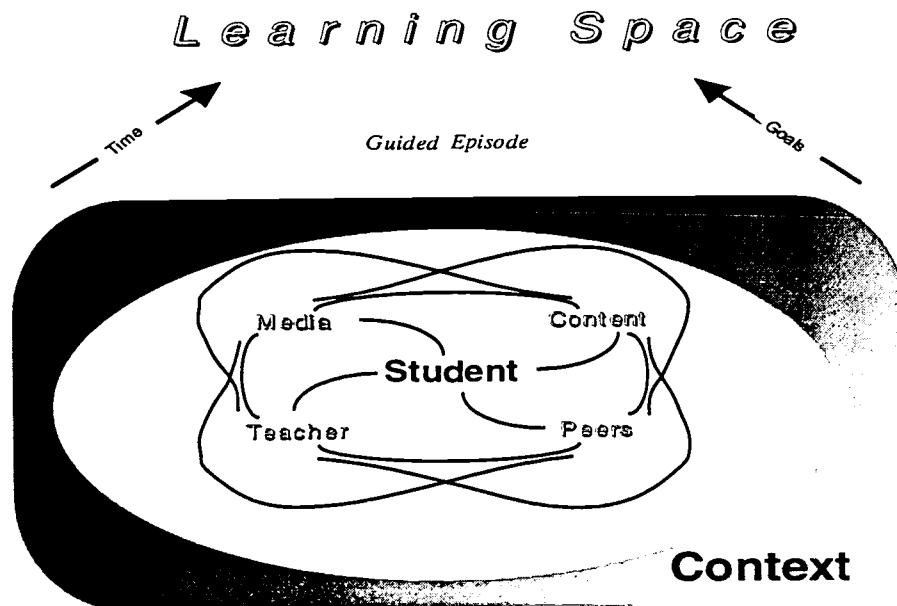 Learning Space
Time
Goals
Guided Episode
Media
Content
Student
Teacher
Peers
Context